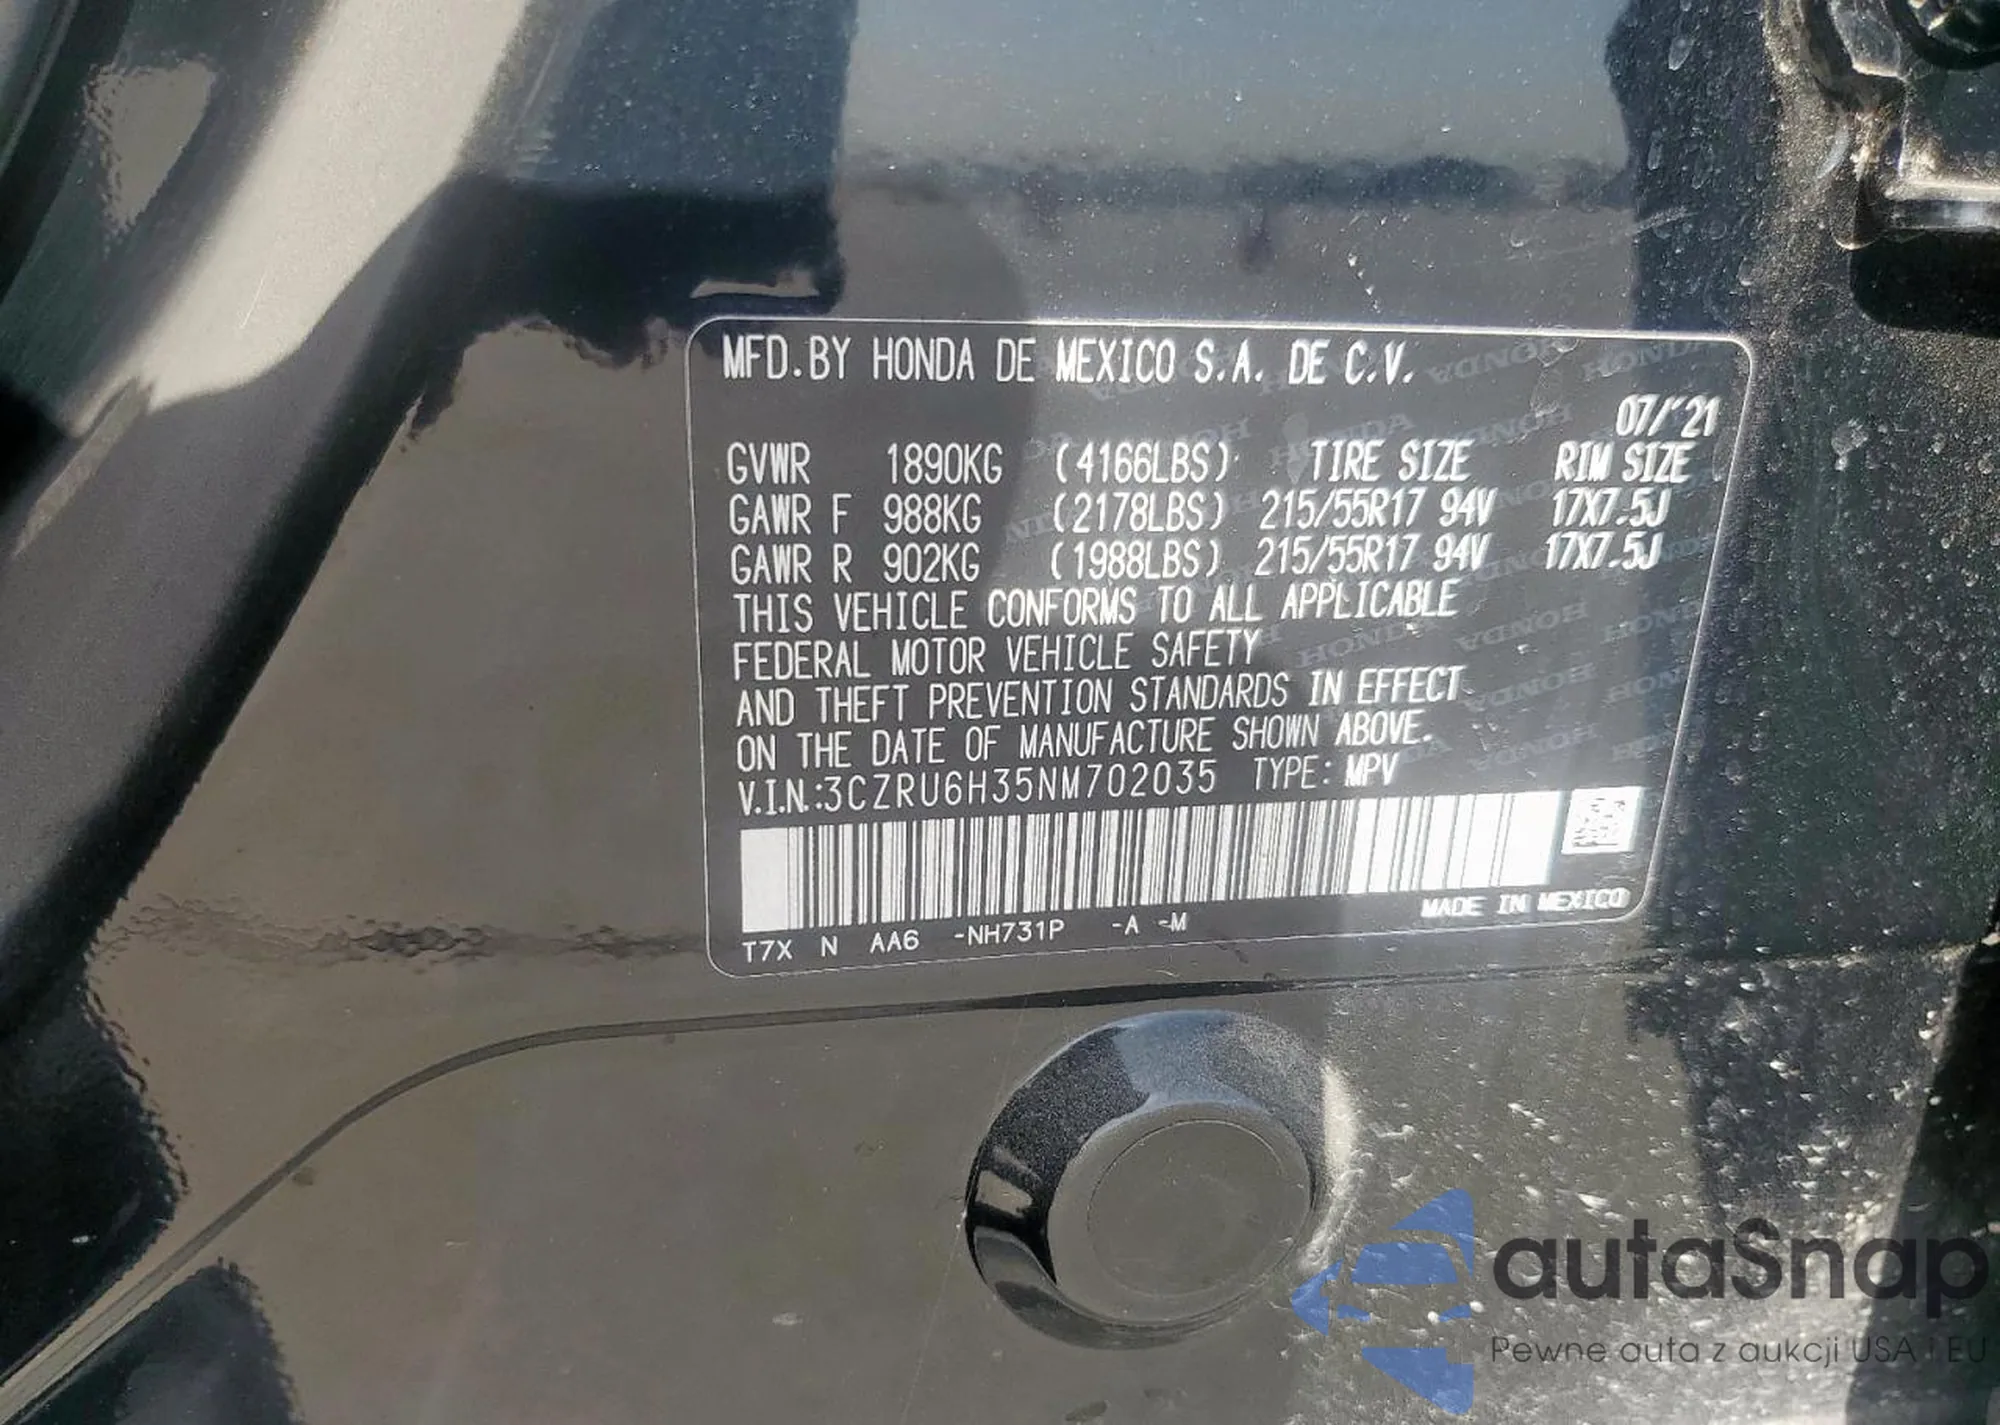 MFD.BY HONDA DE MEXICO S.A. DE C.V.
07/'21
GVWR 1890KG (4166LBS) TIRE SIZE RIM SIZE
GAWR F 988KG (2178LBS) 215/55R17 94V 17X7.5J
GAWR R 902KG (1988LBS) 215/55R17 94V 17X7.5J
THIS VEHICLE CONFORMS TO ALL APPLICABLE
FEDERAL MOTOR VEHICLE SAFETY
AND THEFT PREVENTION STANDARDS IN EFFECT
ON THE DATE OF MANUFACTURE SHOWN ABOVE.
V.I.N.:3CZRU6H35NM702035 TYPE: MPV
MADE IN MEXICO
T7X N AA6 -NH731P -A -M
autaSnap
Pewne auta z aukcji USA i EU